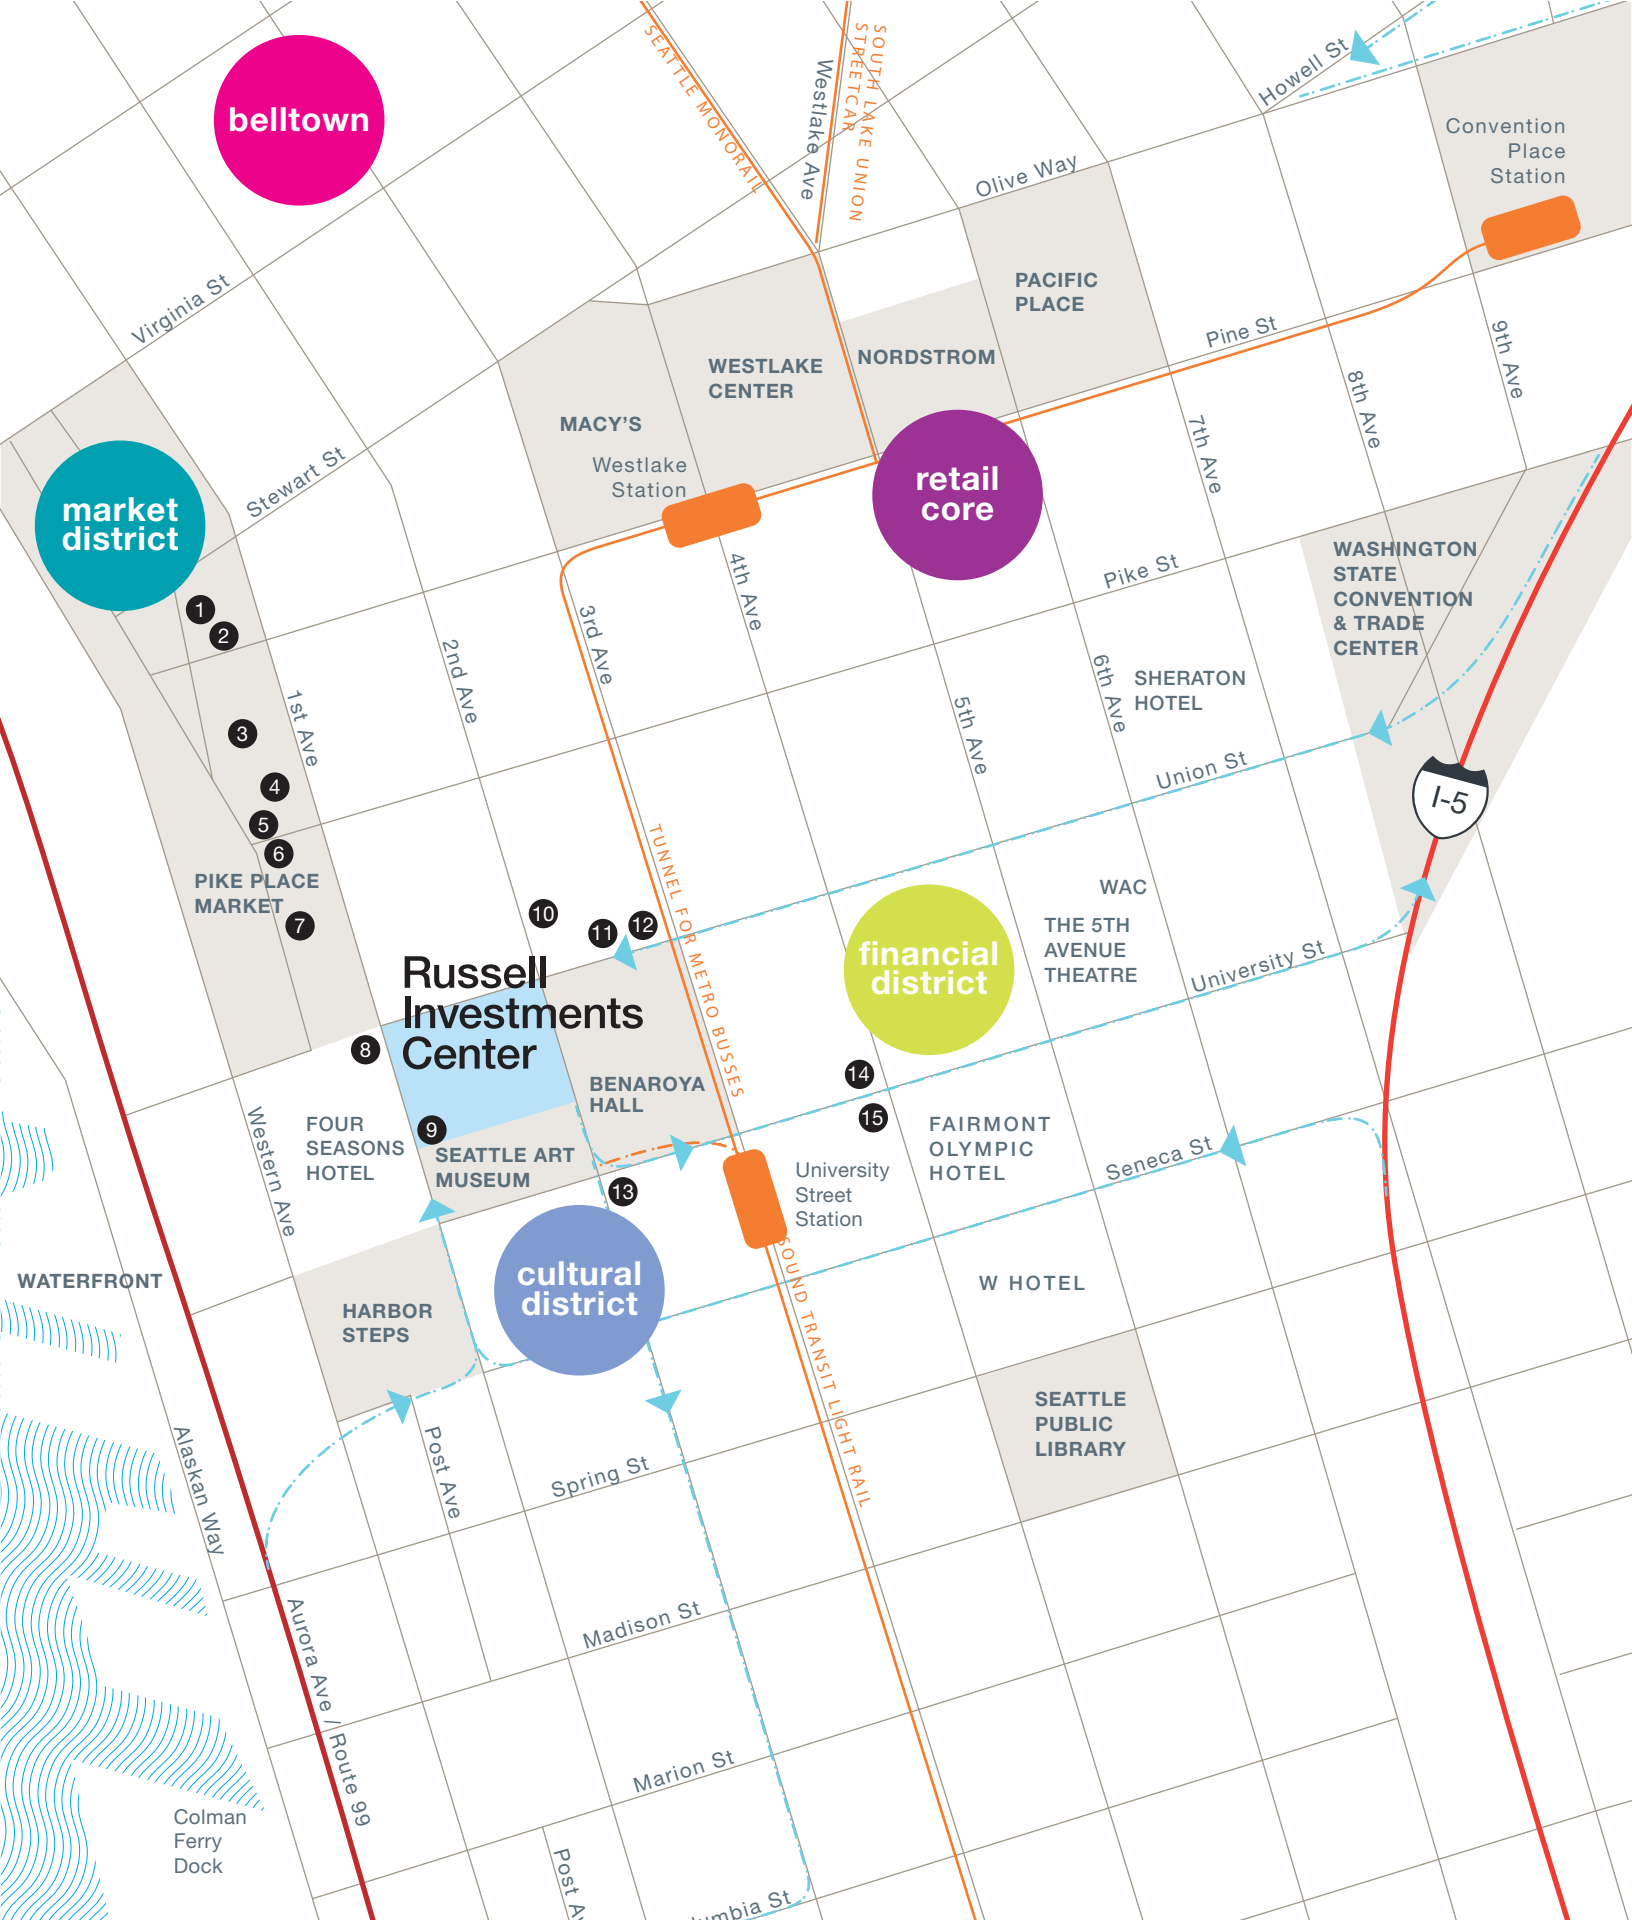 belltown
SEATTLE MONORAIL
Westlake Ave
SOUTH LAKE UNION
STREETCAR
Howell St
Convention
Place
Station
Olive Way
Virginia St
PACIFIC
PLACE
Pine St
9th Ave
WESTLAKE
CENTER
NORDSTROM
8th Ave
MACY'S
7th Ave
Westlake
Station
Stewart St
retail
core
market
district
4th Ave
Pike St
WASHINGTON
STATE
CONVENTION
& TRADE
CENTER
1
2
3rd Ave
2nd Ave
6th Ave
SHERATON
HOTEL
1st Ave
3
5th Ave
4
Union St
I-5
5
6
TUNNEL FOR METRO BUSSES
PIKE PLACE
MARKET
7
WAC
10
11
12
THE 5TH
AVENUE
THEATRE
financial
district
University St
Russell
Investments
Center
8
14
BENAROYA
HALL
15
9
Western Ave
FOUR
SEASONS
HOTEL
SEATTLE ART
MUSEUM
FAIRMONT
OLYMPIC
HOTEL
Seneca St
University
Street
Station
13
WATERFRONT
cultural
district
SOUND TRANSIT LIGHT RAIL
W HOTEL
HARBOR
STEPS
SEATTLE
PUBLIC
LIBRARY
Alaskan Way
Post Ave
Spring St
Madison St
Aurora Ave / Route 99
Marion St
Colman
Ferry
Dock
Post Av
umbia St